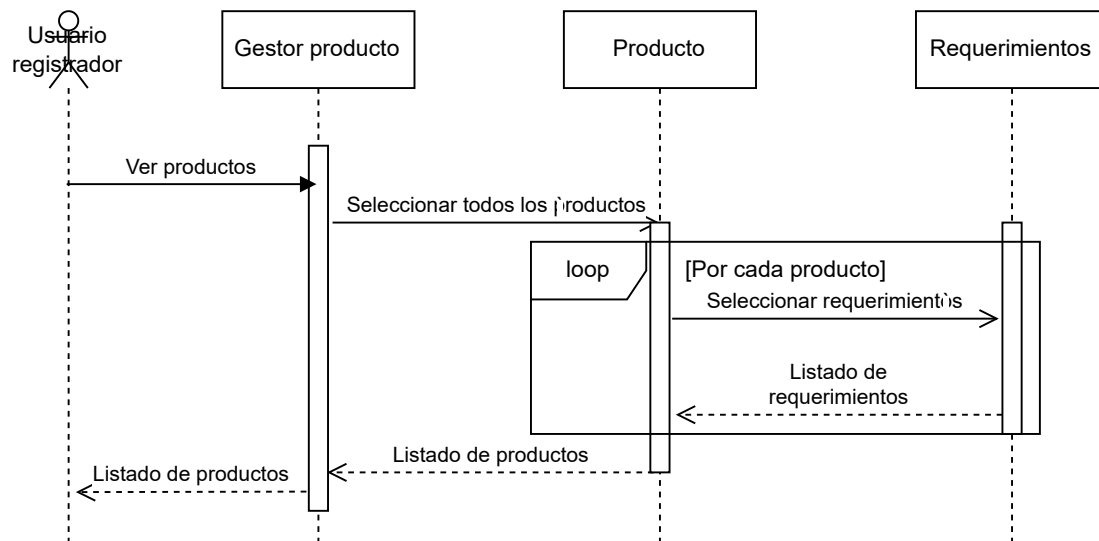 Usuario
registrador
Gestor producto
Producto
Requerimientos
Ver productos
Seleccionar todos los productos
loop
[Por cada producto]
Seleccionar requerimientos
Listado de
requerimientos
Listado de productos
Listado de productos